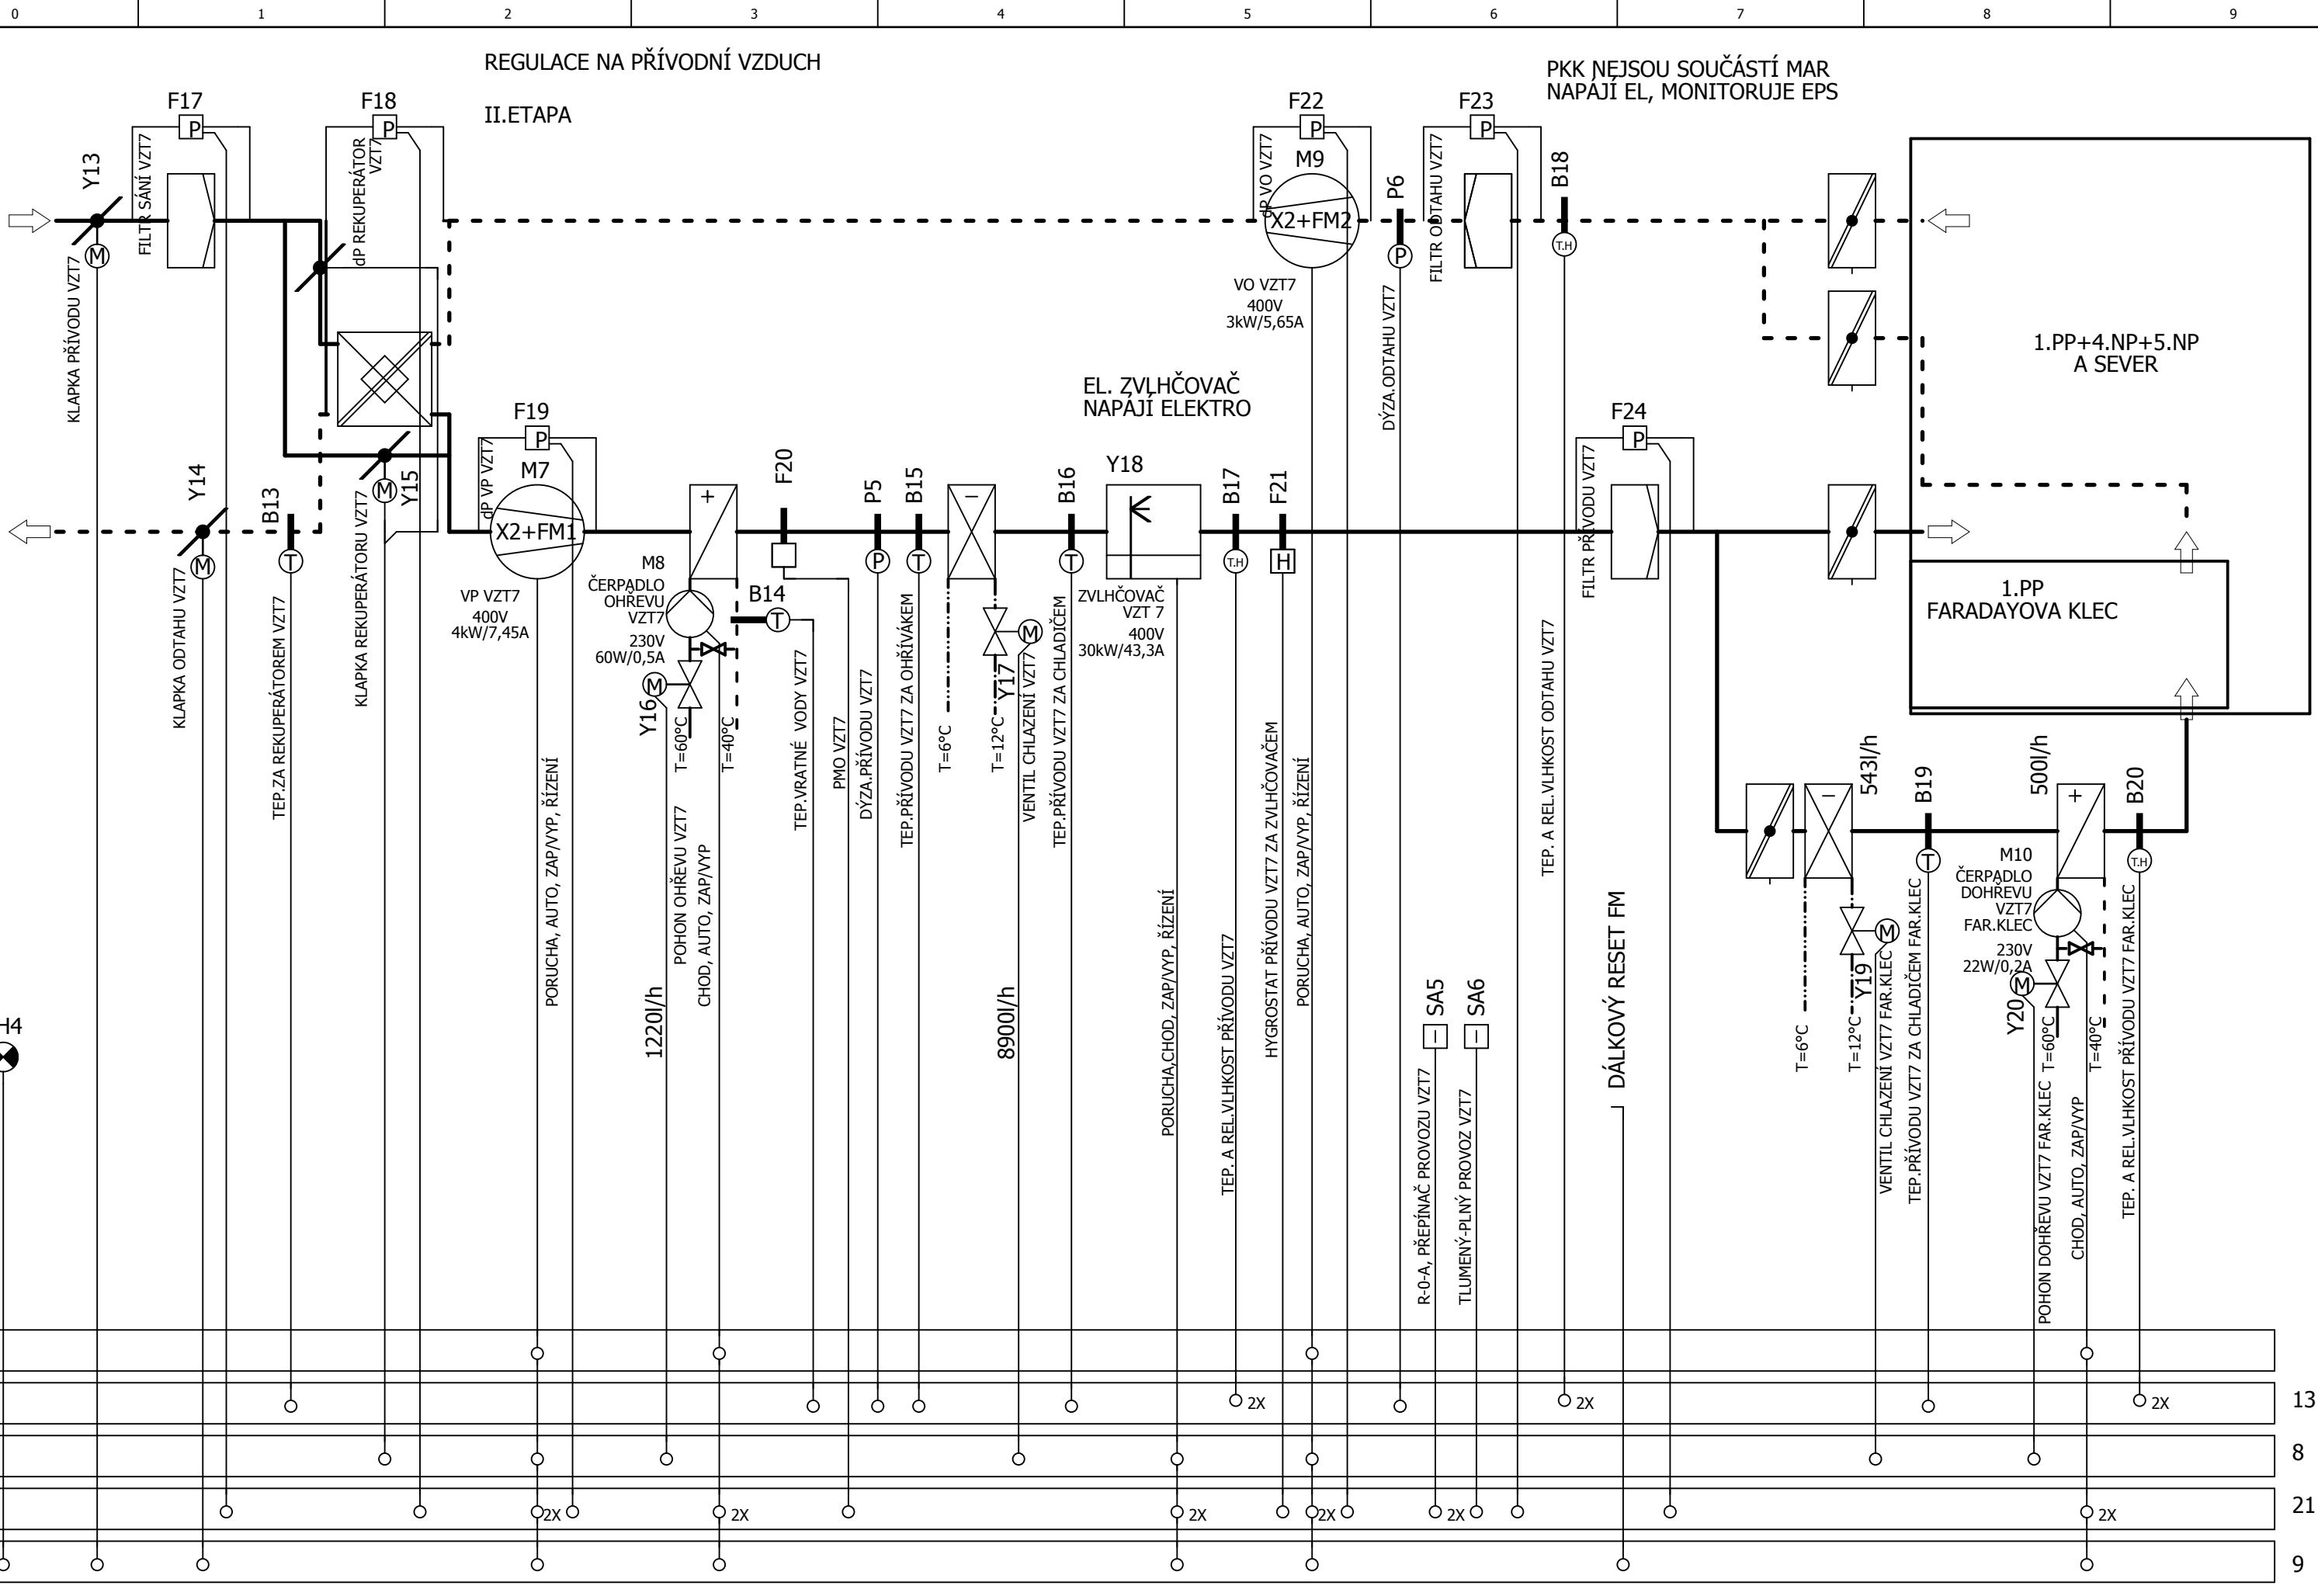 0 1 2 3 4 5 6 7 8 9
REGULACE NA PŘÍVODNÍ VZDUCH
II.ETAPA
PKK NEJSOU SOUČÁSTÍ MAR
NAPÁJÍ EL, MONITORUJE EPS
F17
P
FILTR SÁNÍ VZT7
F18
P
dP REKUPERÁTOR
VZT7
Y13
M
KLAPKA PŘÍVODU VZT7
F22
P
dP VO VZT7
M9
X2+FM2
VO VZT7
400V
3kW/5,65A
P6
P
DÝZA.ODTAHU VZT7
F23
P
FILTR ODTAHU VZT7
B18
T.H
TEP. A REL.VLHKOST ODTAHU VZT7
1.PP+4.NP+5.NP
A SEVER
EL. ZVLHČOVAČ
NAPÁJÍ ELEKTRO
Y14
M
KLAPKA ODTAHU VZT7
B13
T
TEP.ZA REKUPERÁTOREM VZT7
Y15
M
KLAPKA REKUPERÁTORU VZT7
F19
P
dP VP VZT7
M7
X2+FM1
VP VZT7
400V
4kW/7,45A
PORUCHA, AUTO, ZAP/VYP, ŘÍZENÍ
+
M8
ČERPADLO
OHŘEVU
VZT7
230V
60W/0,5A
M
Y16
T=60°C
T=40°C
POHON OHŘEVU VZT7
CHOD, AUTO, ZAP/VYP
1220l/h
B14
T
TEP.VRATNÉ VODY VZT7
F20
PMO VZT7
P5
P
DÝZA.PŘÍVODU VZT7
B15
T
TEP.PŘÍVODU VZT7 ZA OHŘÍVÁKEM
−
M
Y17
T=6°C
T=12°C
VENTIL CHLAZENÍ VZT7
8900l/h
B16
T
TEP.PŘÍVODU VZT7 ZA CHLADIČEM
Y18
ZVLHČOVAČ
VZT 7
400V
30kW/43,3A
PORUCHA,CHOD, ZAP/VYP, ŘÍZENÍ
B17
T.H
TEP. A REL.VLHKOST PŘÍVODU VZT7
F21
H
HYGROSTAT PŘÍVODU VZT7 ZA ZVLHČOVAČEM
PORUCHA, AUTO, ZAP/VYP, ŘÍZENÍ
F24
P
FILTR PŘÍVODU VZT7
1.PP
FARADAYOVA KLEC
SA5
−
R-0-A, PŘEPÍNAČ PROVOZU VZT7
SA6
−
TLUMENÝ-PLNÝ PROVOZ VZT7
DÁLKOVÝ RESET FM
−
543l/h
M
Y19
T=6°C
T=12°C
VENTIL CHLAZENÍ VZT7 FAR.KLEC
B19
T
TEP.PŘÍVODU VZT7 ZA CHLADIČEM FAR.KLEC
500l/h
+
M10
ČERPADLO
DOHŘEVU
VZT7
FAR.KLEC
230V
22W/0,2A
M
Y20
T=60°C
T=40°C
POHON DOHŘEVU VZT7 FAR.KLEC
CHOD, AUTO, ZAP/VYP
B20
T.H
TEP. A REL.VLHKOST PŘÍVODU VZT7 FAR.KLEC
H4
2X 2X 2X 13
8
2X 2X 2X 2X 2X 2X 21
9